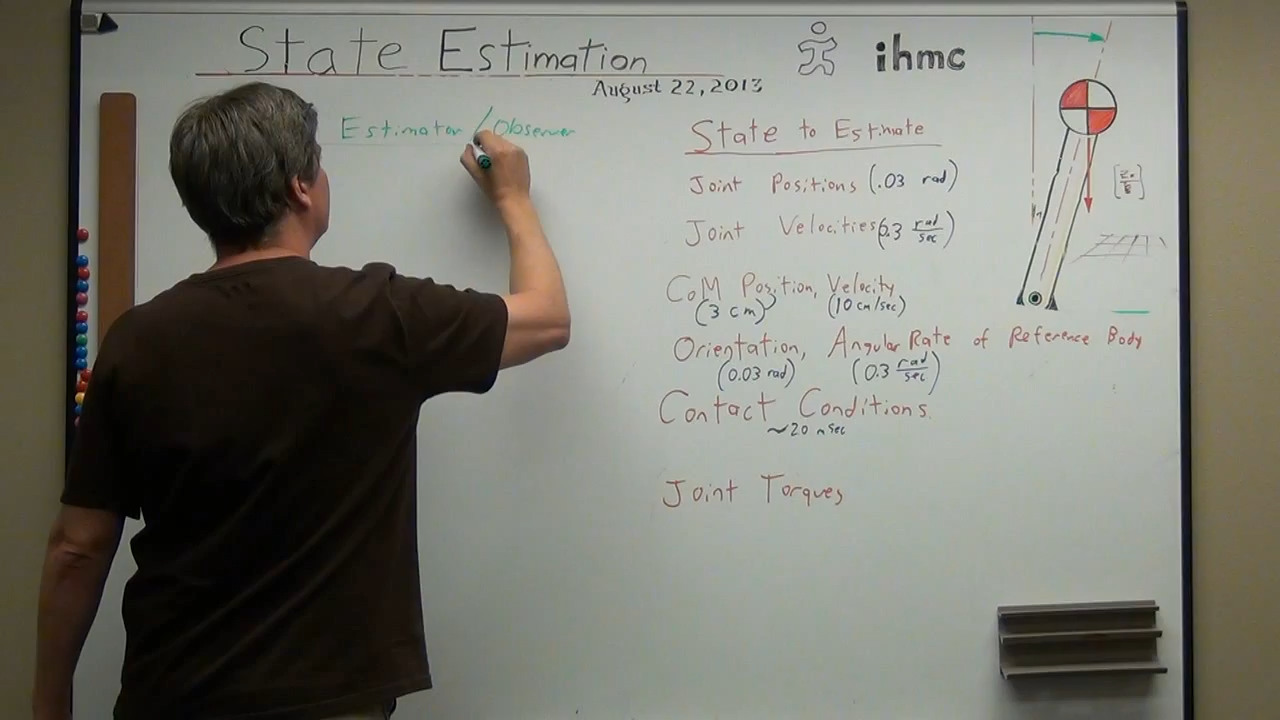 State Estimation
ihmc
August 22, 2013
Estimator / Observer
State to Estimate
Joint Positions (.03 rad)
Joint Velocities (0.3 rad/sec)
CoM Position, Velocity
(3 cm) (10 cm/sec)
Orientation, Angular Rate of Reference Body
(0.03 rad) (0.3 rad/sec)
Contact Conditions
~20 msec
Joint Torques